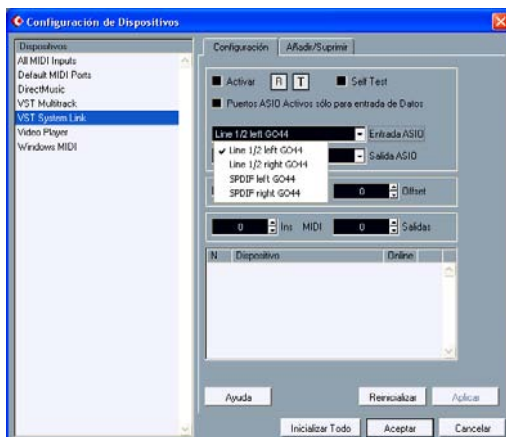 Configuración de Dispositivos
Dispositivos
All MIDI Inputs
Default MIDI Ports
DirectMusic
VST Multitrack
VST System Link
Video Player
Windows MIDI
Configuración Añadir/Suprimir
Activar R T Self Test
Puertos ASIO Activos sólo para entrada de Datos
Line 1/2 left GO44 Entrada ASIO
Salida ASIO
Line 1/2 left GO44
Line 1/2 right GO44
SPDIF left GO44
SPDIF right GO44
0 Offset
0 Ins MIDI 0 Salidas
N Dispositivo Online
Ayuda Reinicializar Aplicar
Inicializar Todo Aceptar Cancelar